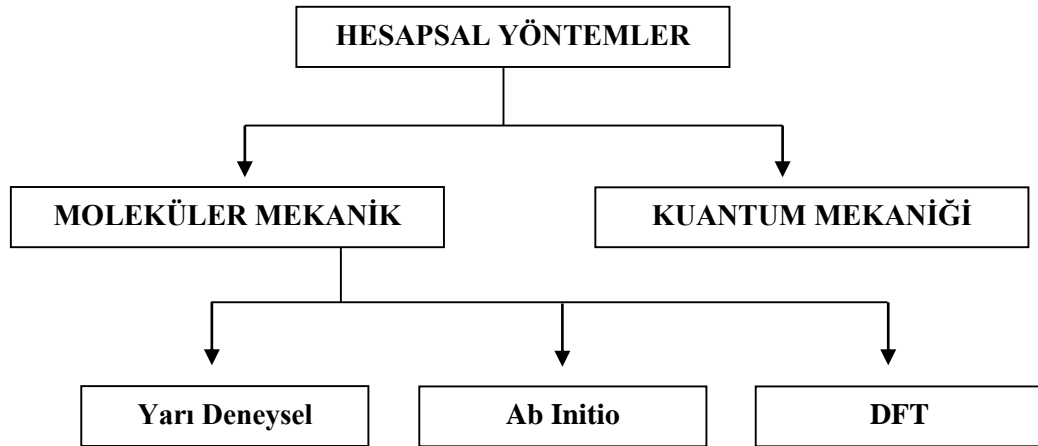 HESAPSAL YÖNTEMLER
MOLEKÜLER MEKANİK
KUANTUM MEKANİĞİ
Yarı Deneysel
Ab Initio
DFT